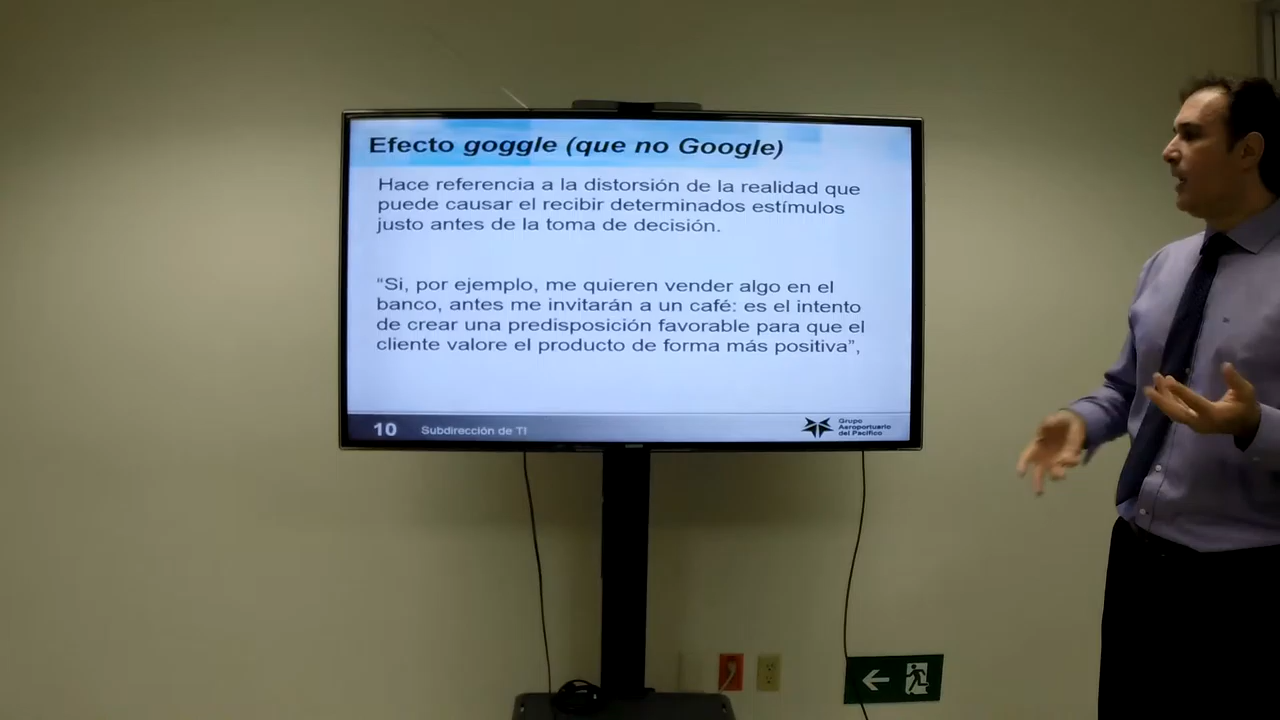 Efecto goggle (que no Google)
Hace referencia a la distorsión de la realidad que
puede causar el recibir determinados estímulos
justo antes de la toma de decisión.
“Si, por ejemplo, me quieren vender algo en el
banco, antes me invitarán a un café: es el intento
de crear una predisposición favorable para que el
cliente valore el producto de forma más positiva”,
10 Subdirección de TI
Grupo
Aeroportuario
del Pacífico